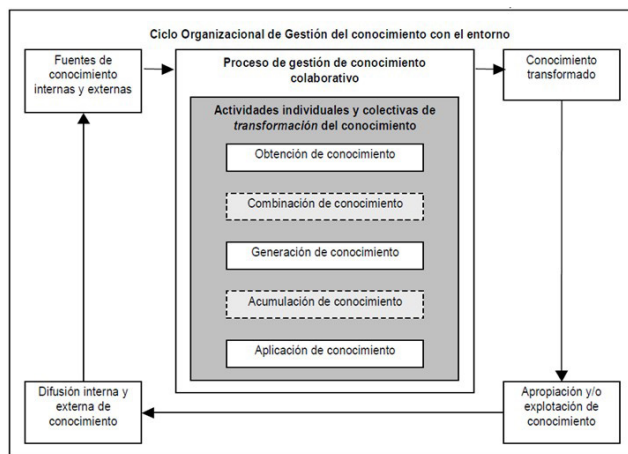 Ciclo Organizacional de Gestión del conocimiento con el entorno
Fuentes de
conocimiento
internas y externas
Proceso de gestión de conocimiento
colaborativo
Conocimiento
transformado
Actividades individuales y colectivas de
transformación del conocimiento
Obtención de conocimiento
Combinación de conocimiento
Generación de conocimiento
Acumulación de conocimiento
Aplicación de conocimiento
Difusión interna y
externa de
conocimiento
Apropiación y/o
explotación de
conocimiento